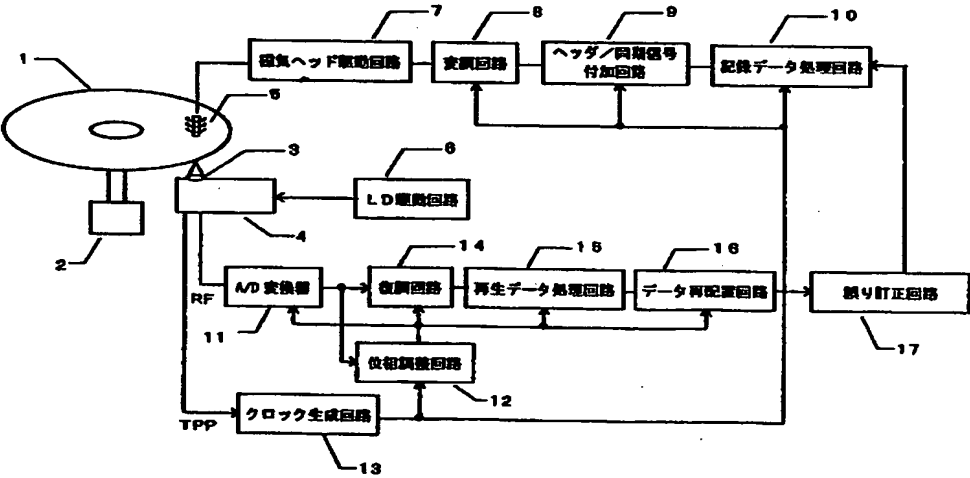 7
8
9
10
磁気ヘッド駆動回路
変調回路
ヘッダ/同期信号
付加回路
記録データ処理回路
1
5
3
6
LD駆動回路
4
2
14
15
16
RF
A/D変換器
復調回路
再生データ処理回路
データ再配置回路
誤り訂正回路
11
17
位相調整回路
12
TPP
クロック生成回路
13